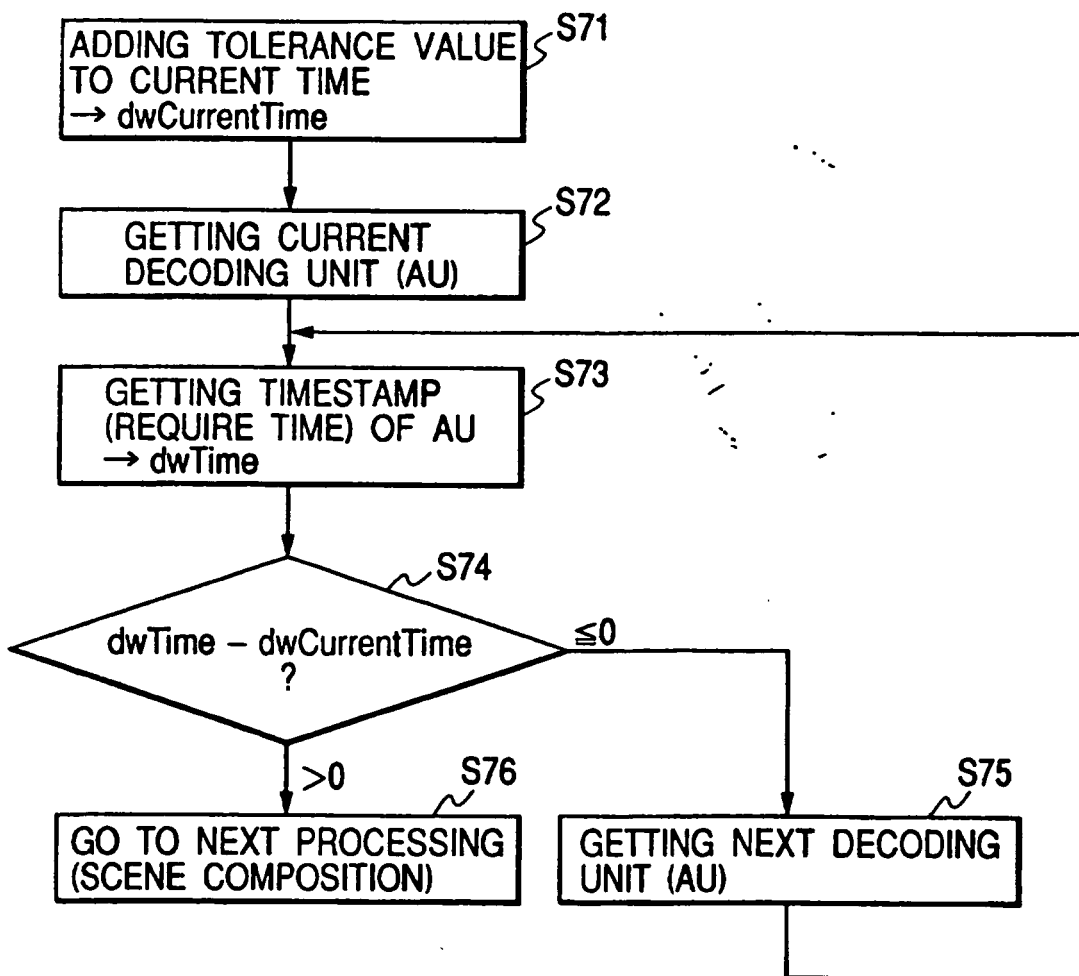 ADDING TOLERANCE VALUE
TO CURRENT TIME
→ dwCurrentTime
S71
GETTING CURRENT
DECODING UNIT (AU)
S72
GETTING TIMESTAMP
(REQUIRE TIME) OF AU
→ dwTime
S73
S74
dwTime – dwCurrentTime
?
≦0
>0
S76
GO TO NEXT PROCESSING
(SCENE COMPOSITION)
S75
GETTING NEXT DECODING
UNIT (AU)